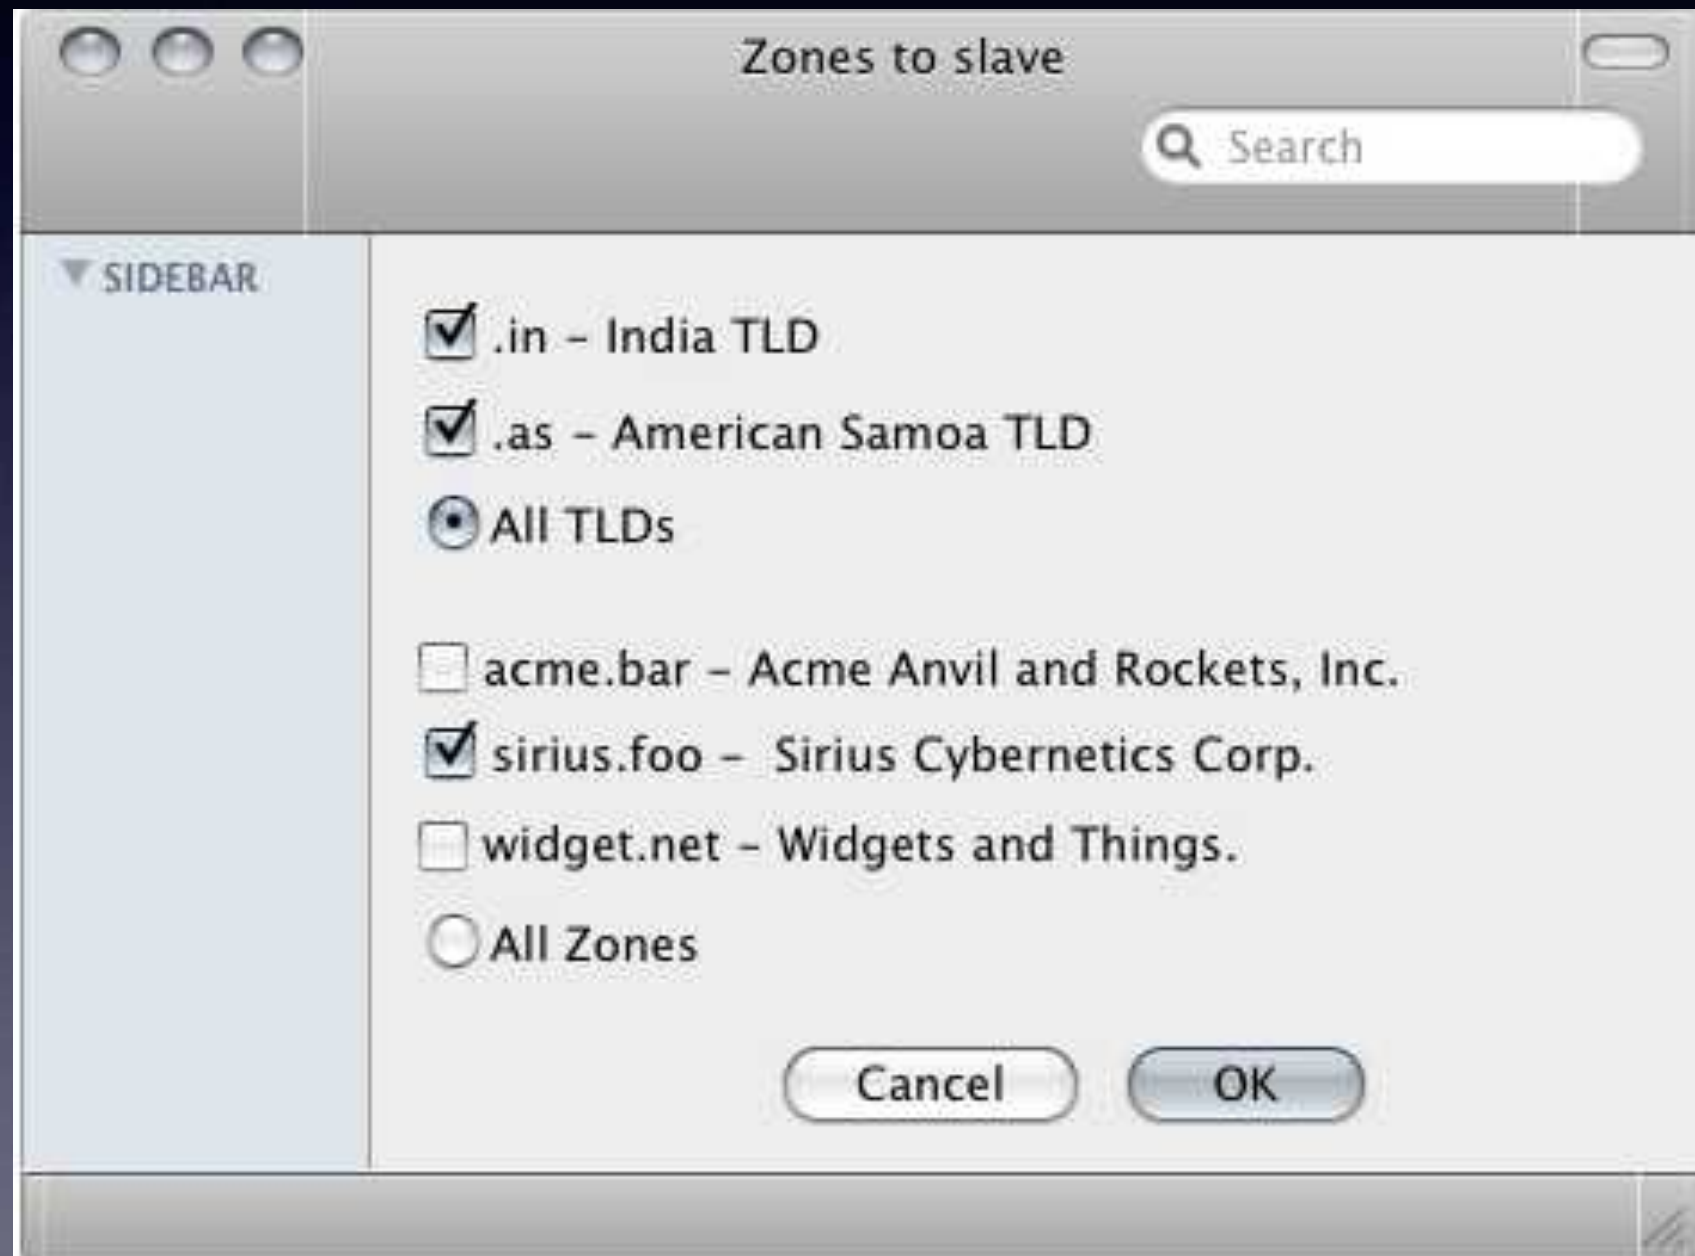 Zones to slave
Search
SIDEBAR
.in – India TLD
.as – American Samoa TLD
All TLDs
acme.bar – Acme Anvil and Rockets, Inc.
sirius.foo – Sirius Cybernetics Corp.
widget.net – Widgets and Things.
All Zones
Cancel
OK